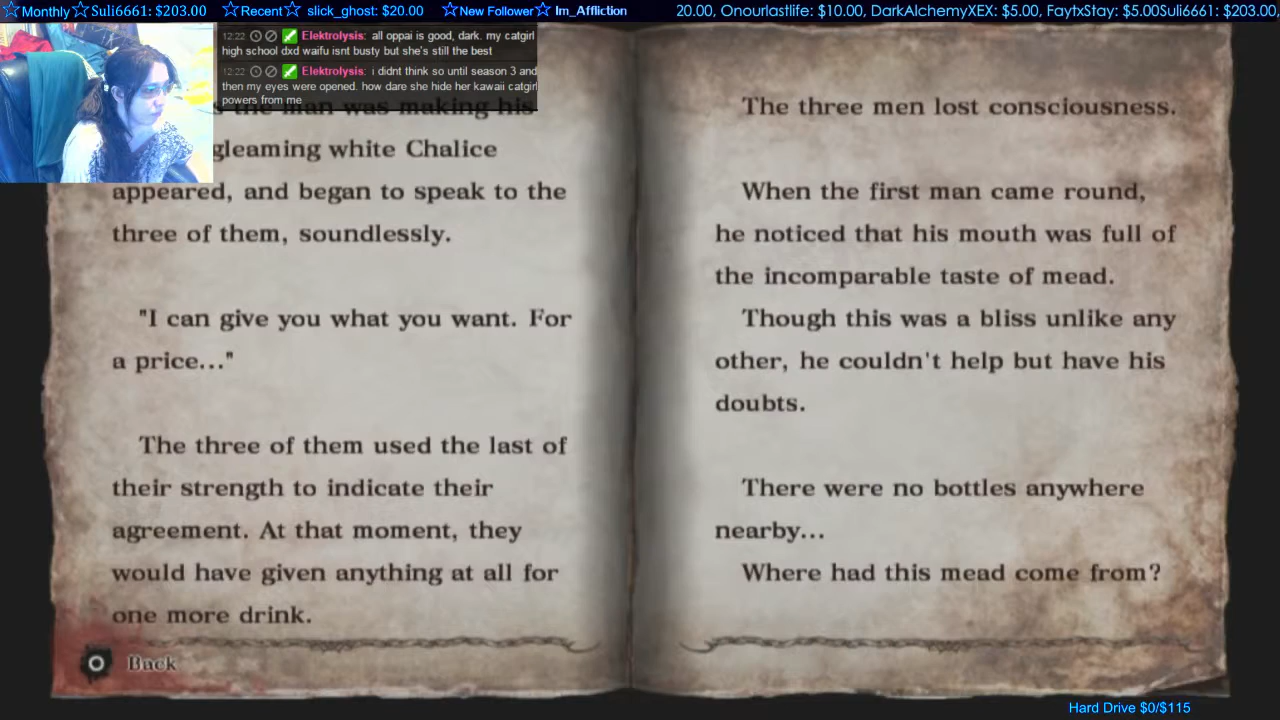 ☆Monthly☆Suli6661: $203.00 ☆Recent☆ slick_ghost: $20.00 ☆New Follower☆ Im_Affliction 20.00, Onourlastlife: $10.00, DarkAlchemyXEX: $5.00, FaytxStay: $5.00Suli6661: $203.00
12:22 Elektrolysis: all oppai is good, dark. my catgirl
high school dxd waifu isnt busty but she's still the best
12:22 Elektrolysis: i didnt think so until season 3 and
then my eyes were opened. how dare she hide her kawaii catgirl
powers from me
the man was making his
gleaming white Chalice
appeared, and began to speak to the
three of them, soundlessly.
"I can give you what you want. For
a price..."
The three of them used the last of
their strength to indicate their
agreement. At that moment, they
would have given anything at all for
one more drink.
Back
The three men lost consciousness.
When the first man came round,
he noticed that his mouth was full of
the incomparable taste of mead.
Though this was a bliss unlike any
other, he couldn't help but have his
doubts.
There were no bottles anywhere
nearby...
Where had this mead come from?
Hard Drive $0/$115